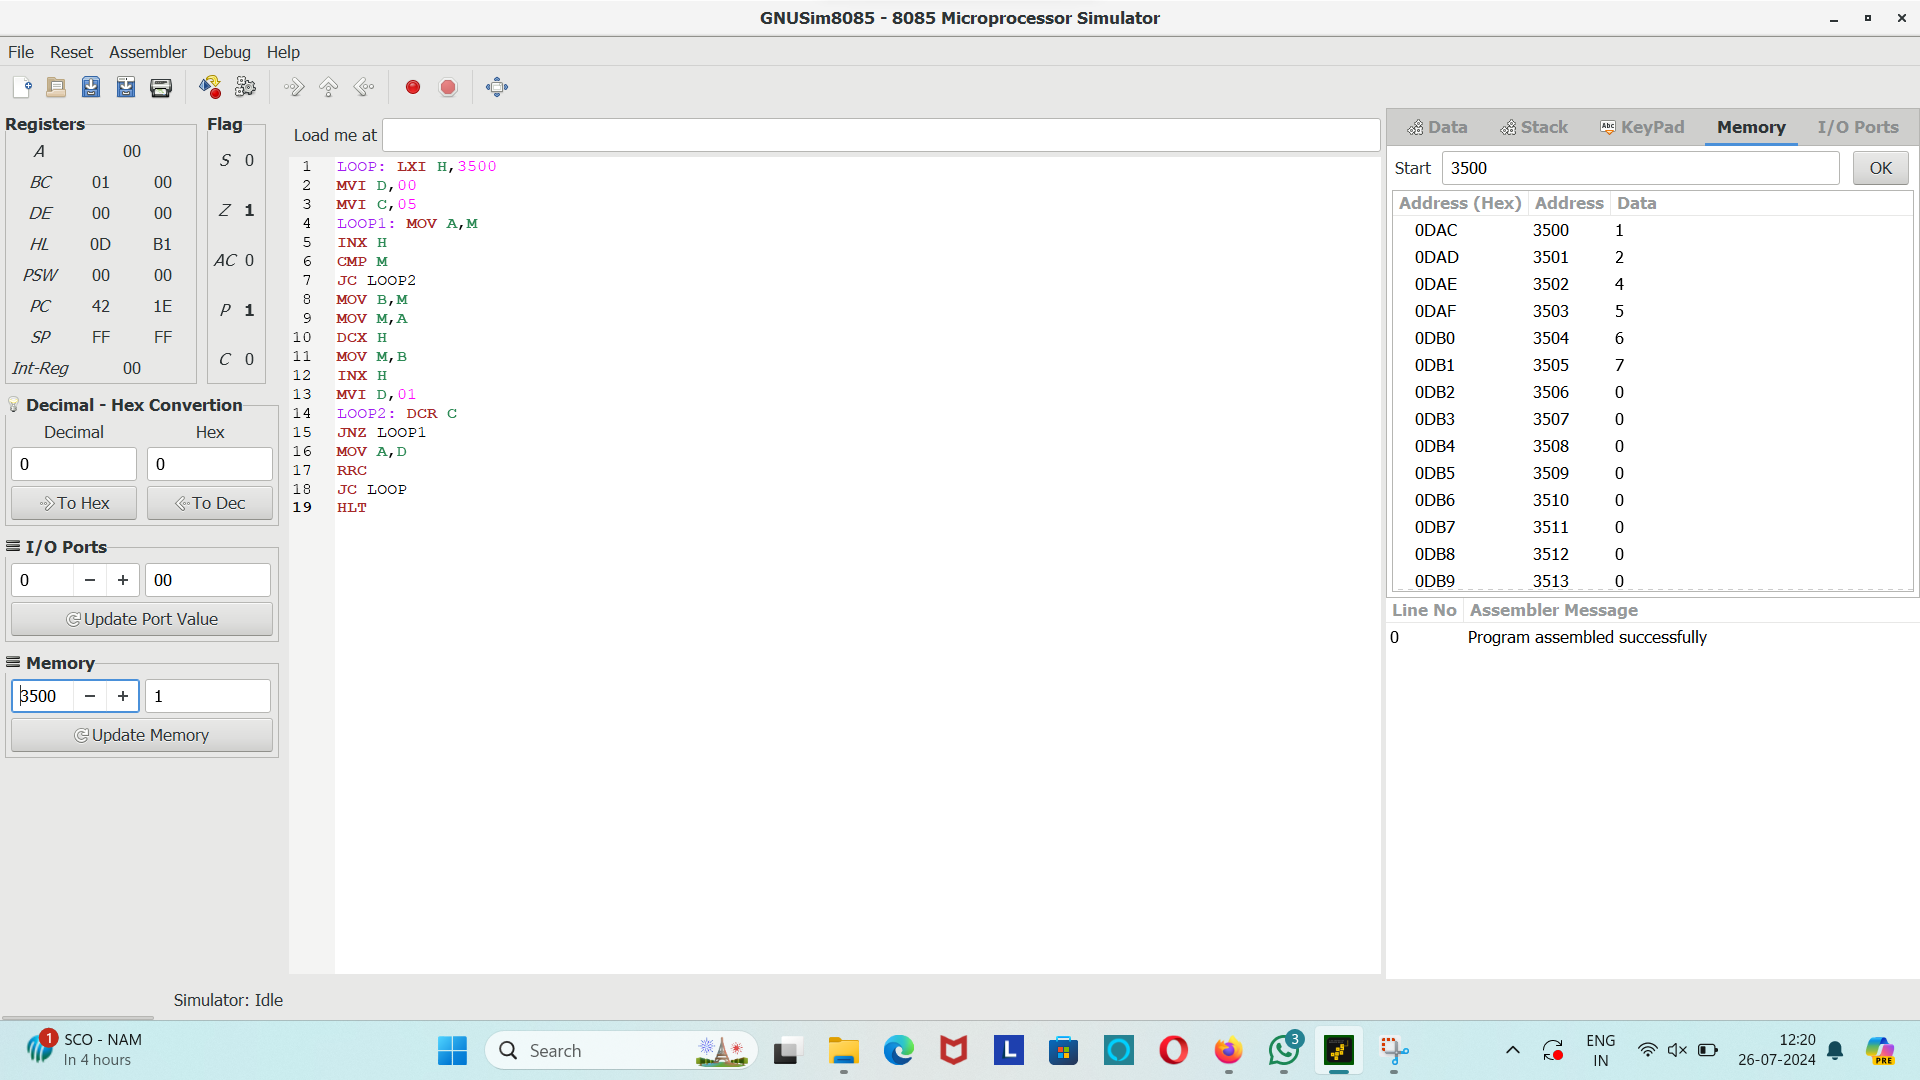 GNUSim8085 - 8085 Microprocessor Simulator
File Reset Assembler Debug Help
Registers
A 00
BC 01 00
DE 00 00
HL 0D B1
PSW 00 00
PC 42 1E
SP FF FF
Int-Reg 00
Flag
S 0
Z 1
AC 0
P 1
C 0
Decimal - Hex Convertion
Decimal Hex
0 0
To Hex To Dec
I/O Ports
0 − + 00
Update Port Value
Memory
3500 − + 1
Update Memory
Load me at
1 LOOP: LXI H,3500
2 MVI D,00
3 MVI C,05
4 LOOP1: MOV A,M
5 INX H
6 CMP M
7 JC LOOP2
8 MOV B,M
9 MOV M,A
10 DCX H
11 MOV M,B
12 INX H
13 MVI D,01
14 LOOP2: DCR C
15 JNZ LOOP1
16 MOV A,D
17 RRC
18 JC LOOP
19 HLT
Data Stack Abc KeyPad Memory I/O Ports
Start 3500 OK
Address (Hex) Address Data
0DAC 3500 1
0DAD 3501 2
0DAE 3502 4
0DAF 3503 5
0DB0 3504 6
0DB1 3505 7
0DB2 3506 0
0DB3 3507 0
0DB4 3508 0
0DB5 3509 0
0DB6 3510 0
0DB7 3511 0
0DB8 3512 0
0DB9 3513 0
Line No Assembler Message
0 Program assembled successfully
Simulator: Idle
1 SCO - NAM
In 4 hours
Search
L
3
ENG
IN
12:20
26-07-2024
PRE